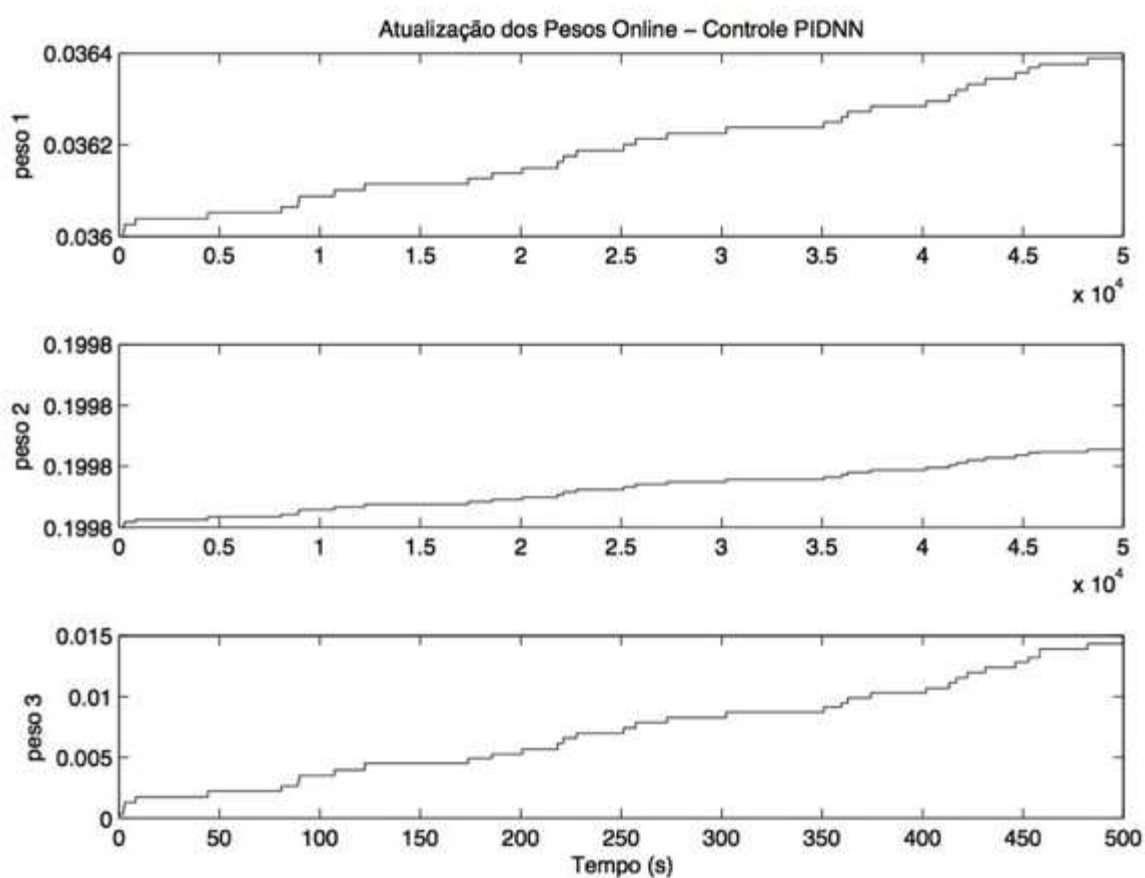 Atualização dos Pesos Online – Controle PIDNN
0.0364
0.0362
0.036
peso 1
0 0.5 1 1.5 2 2.5 3 3.5 4 4.5 5
x 10^4
0.1998
0.1998
0.1998
0.1998
peso 2
0 0.5 1 1.5 2 2.5 3 3.5 4 4.5 5
x 10^4
0.015
0.01
0.005
0
peso 3
0 50 100 150 200 250 300 350 400 450 500
Tempo (s)